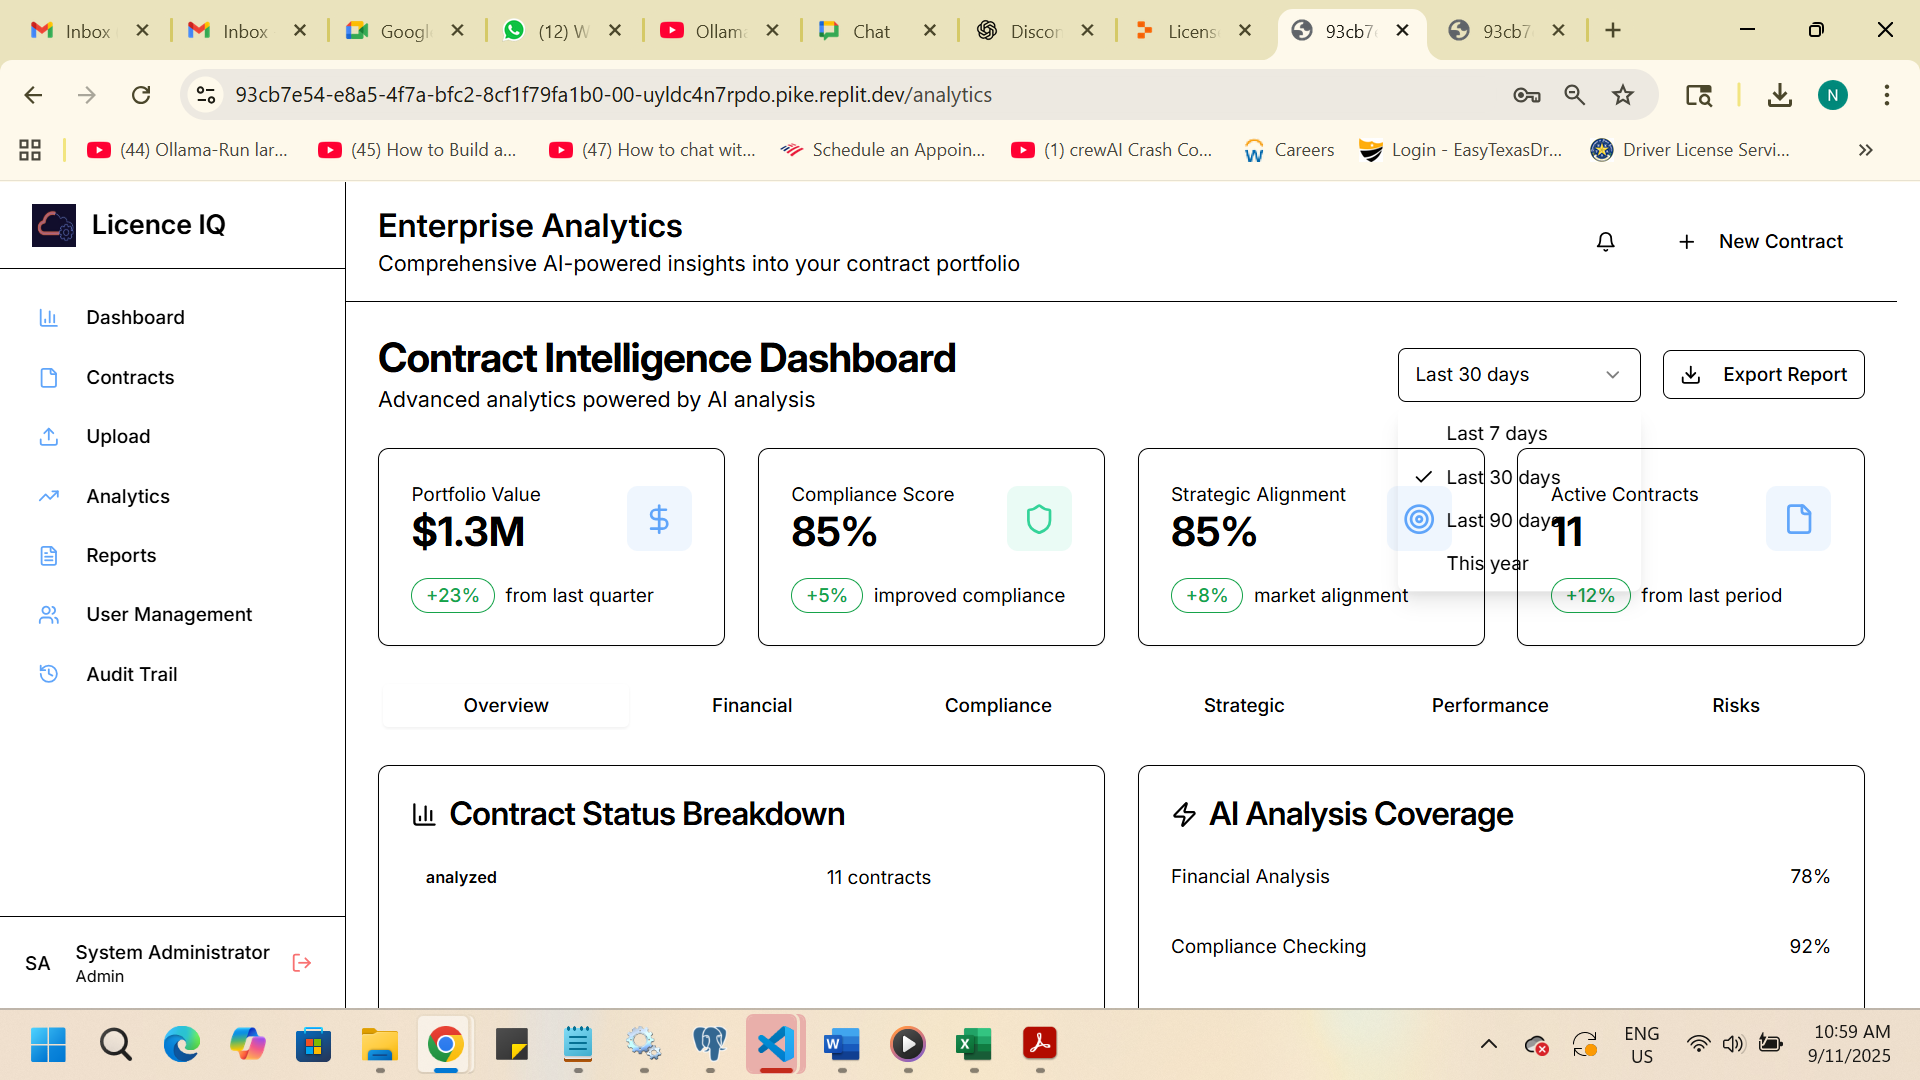 Inbox
Inbox
Googl
(12) W
Ollama
Chat
Discor
Licens
93cb7
93cb7
93cb7e54-e8a5-4f7a-bfc2-8cf1f79fa1b0-00-uyldc4n7rpdo.pike.replit.dev/analytics
N
(44) Ollama-Run lar...
(45) How to Build a...
(47) How to chat wit...
Schedule an Appoin...
(1) crewAI Crash Co...
Careers
Login - EasyTexasDr...
Driver License Servi...
Licence IQ
Dashboard
Contracts
Upload
Analytics
Reports
User Management
Audit Trail
SA
System Administrator
Admin
Enterprise Analytics
Comprehensive AI-powered insights into your contract portfolio
New Contract
Contract Intelligence Dashboard
Advanced analytics powered by AI analysis
Last 30 days
Export Report
Last 7 days
Last 30 days
Last 90 days
This year
Portfolio Value
$1.3M
+23% from last quarter
Compliance Score
85%
+5% improved compliance
Strategic Alignment
85%
+8% market alignment
Active Contracts
11
+12% from last period
Overview
Financial
Compliance
Strategic
Performance
Risks
Contract Status Breakdown
analyzed 11 contracts
AI Analysis Coverage
Financial Analysis 78%
Compliance Checking 92%
ENG
US
10:59 AM
9/11/2025